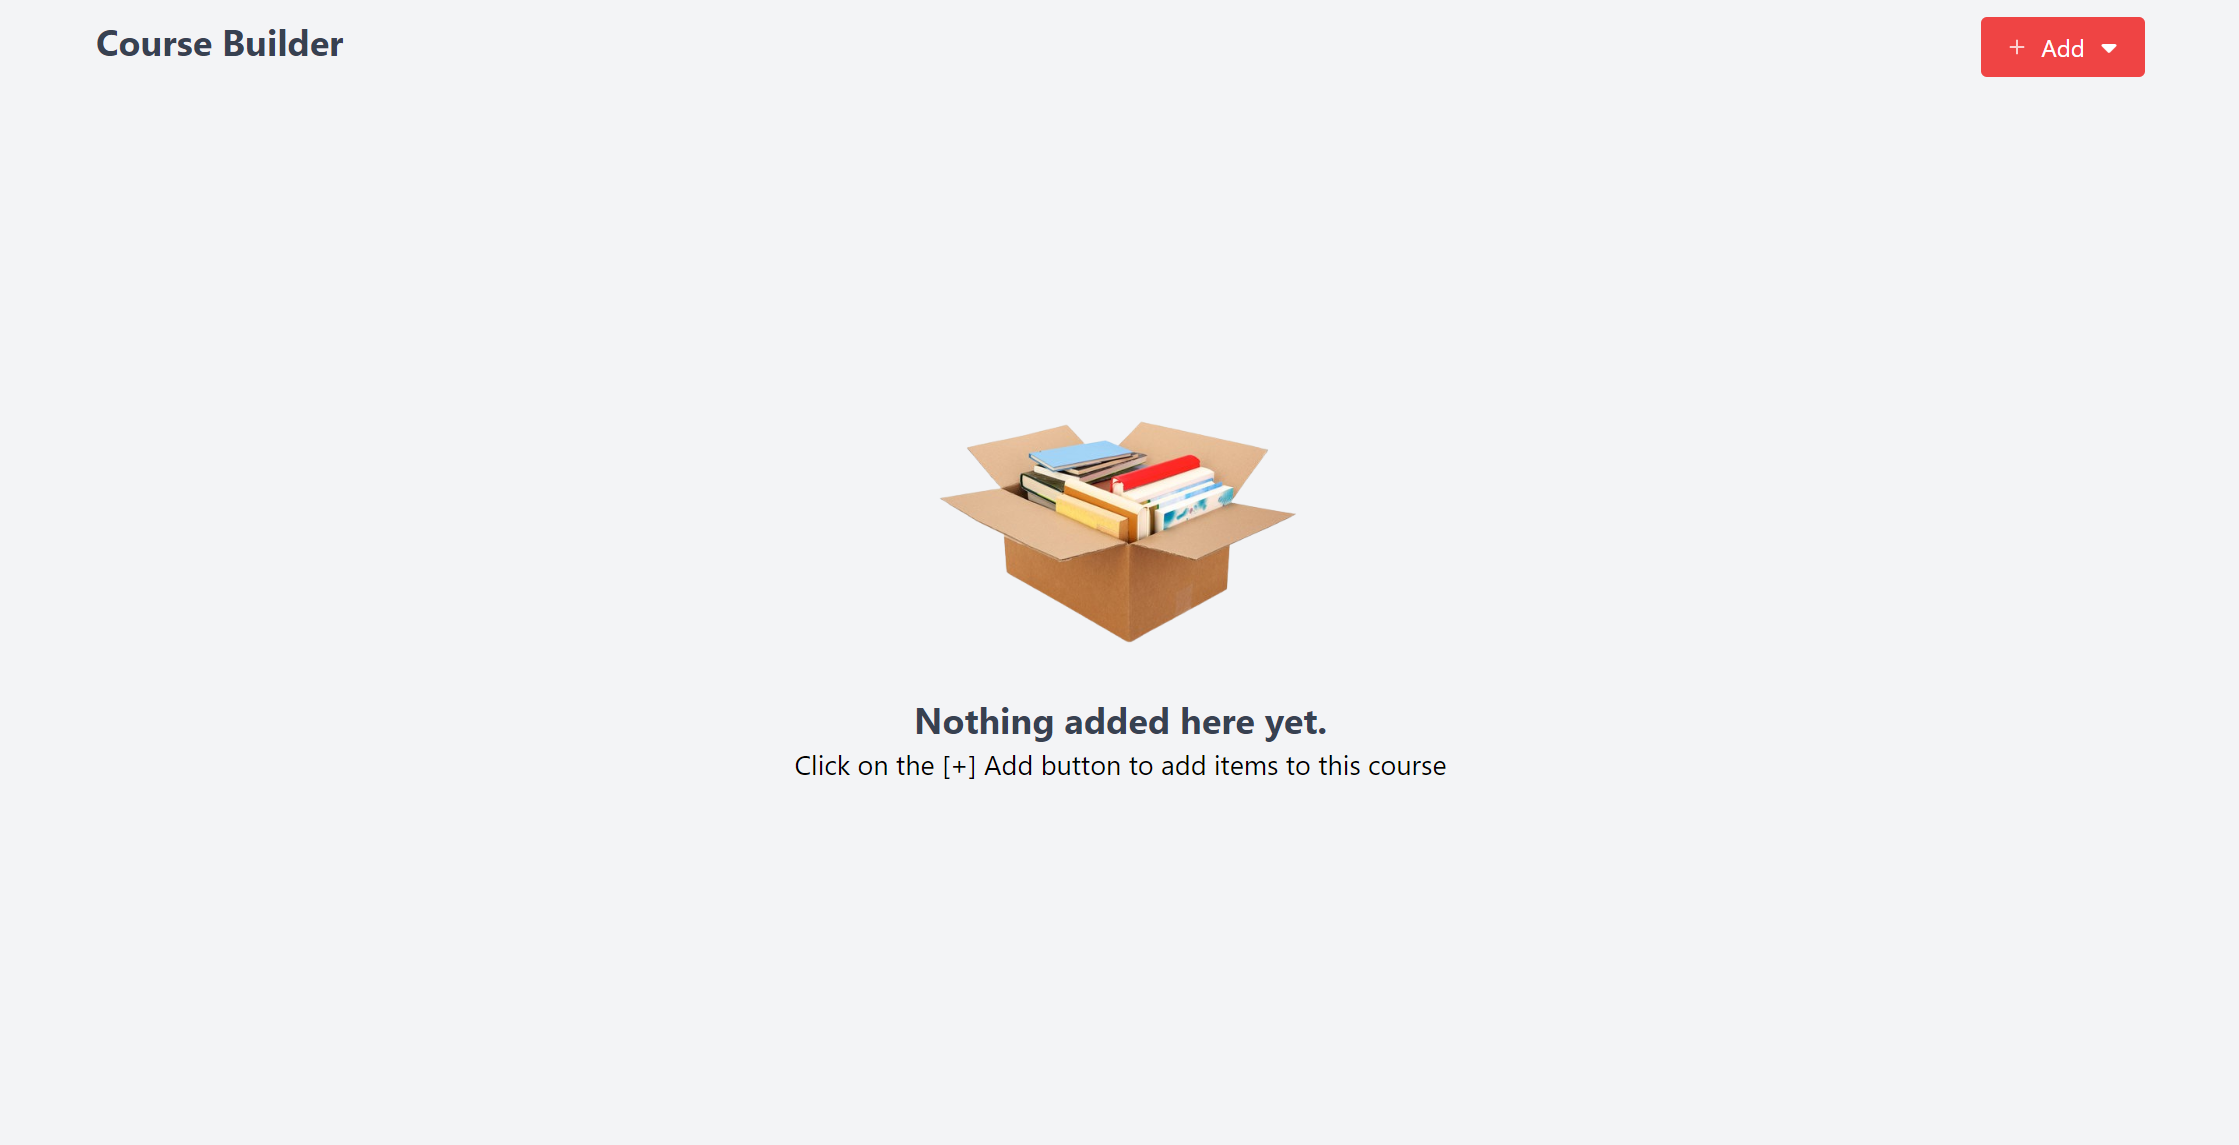 Course Builder
+ Add
Nothing added here yet.
Click on the [+] Add button to add items to this course